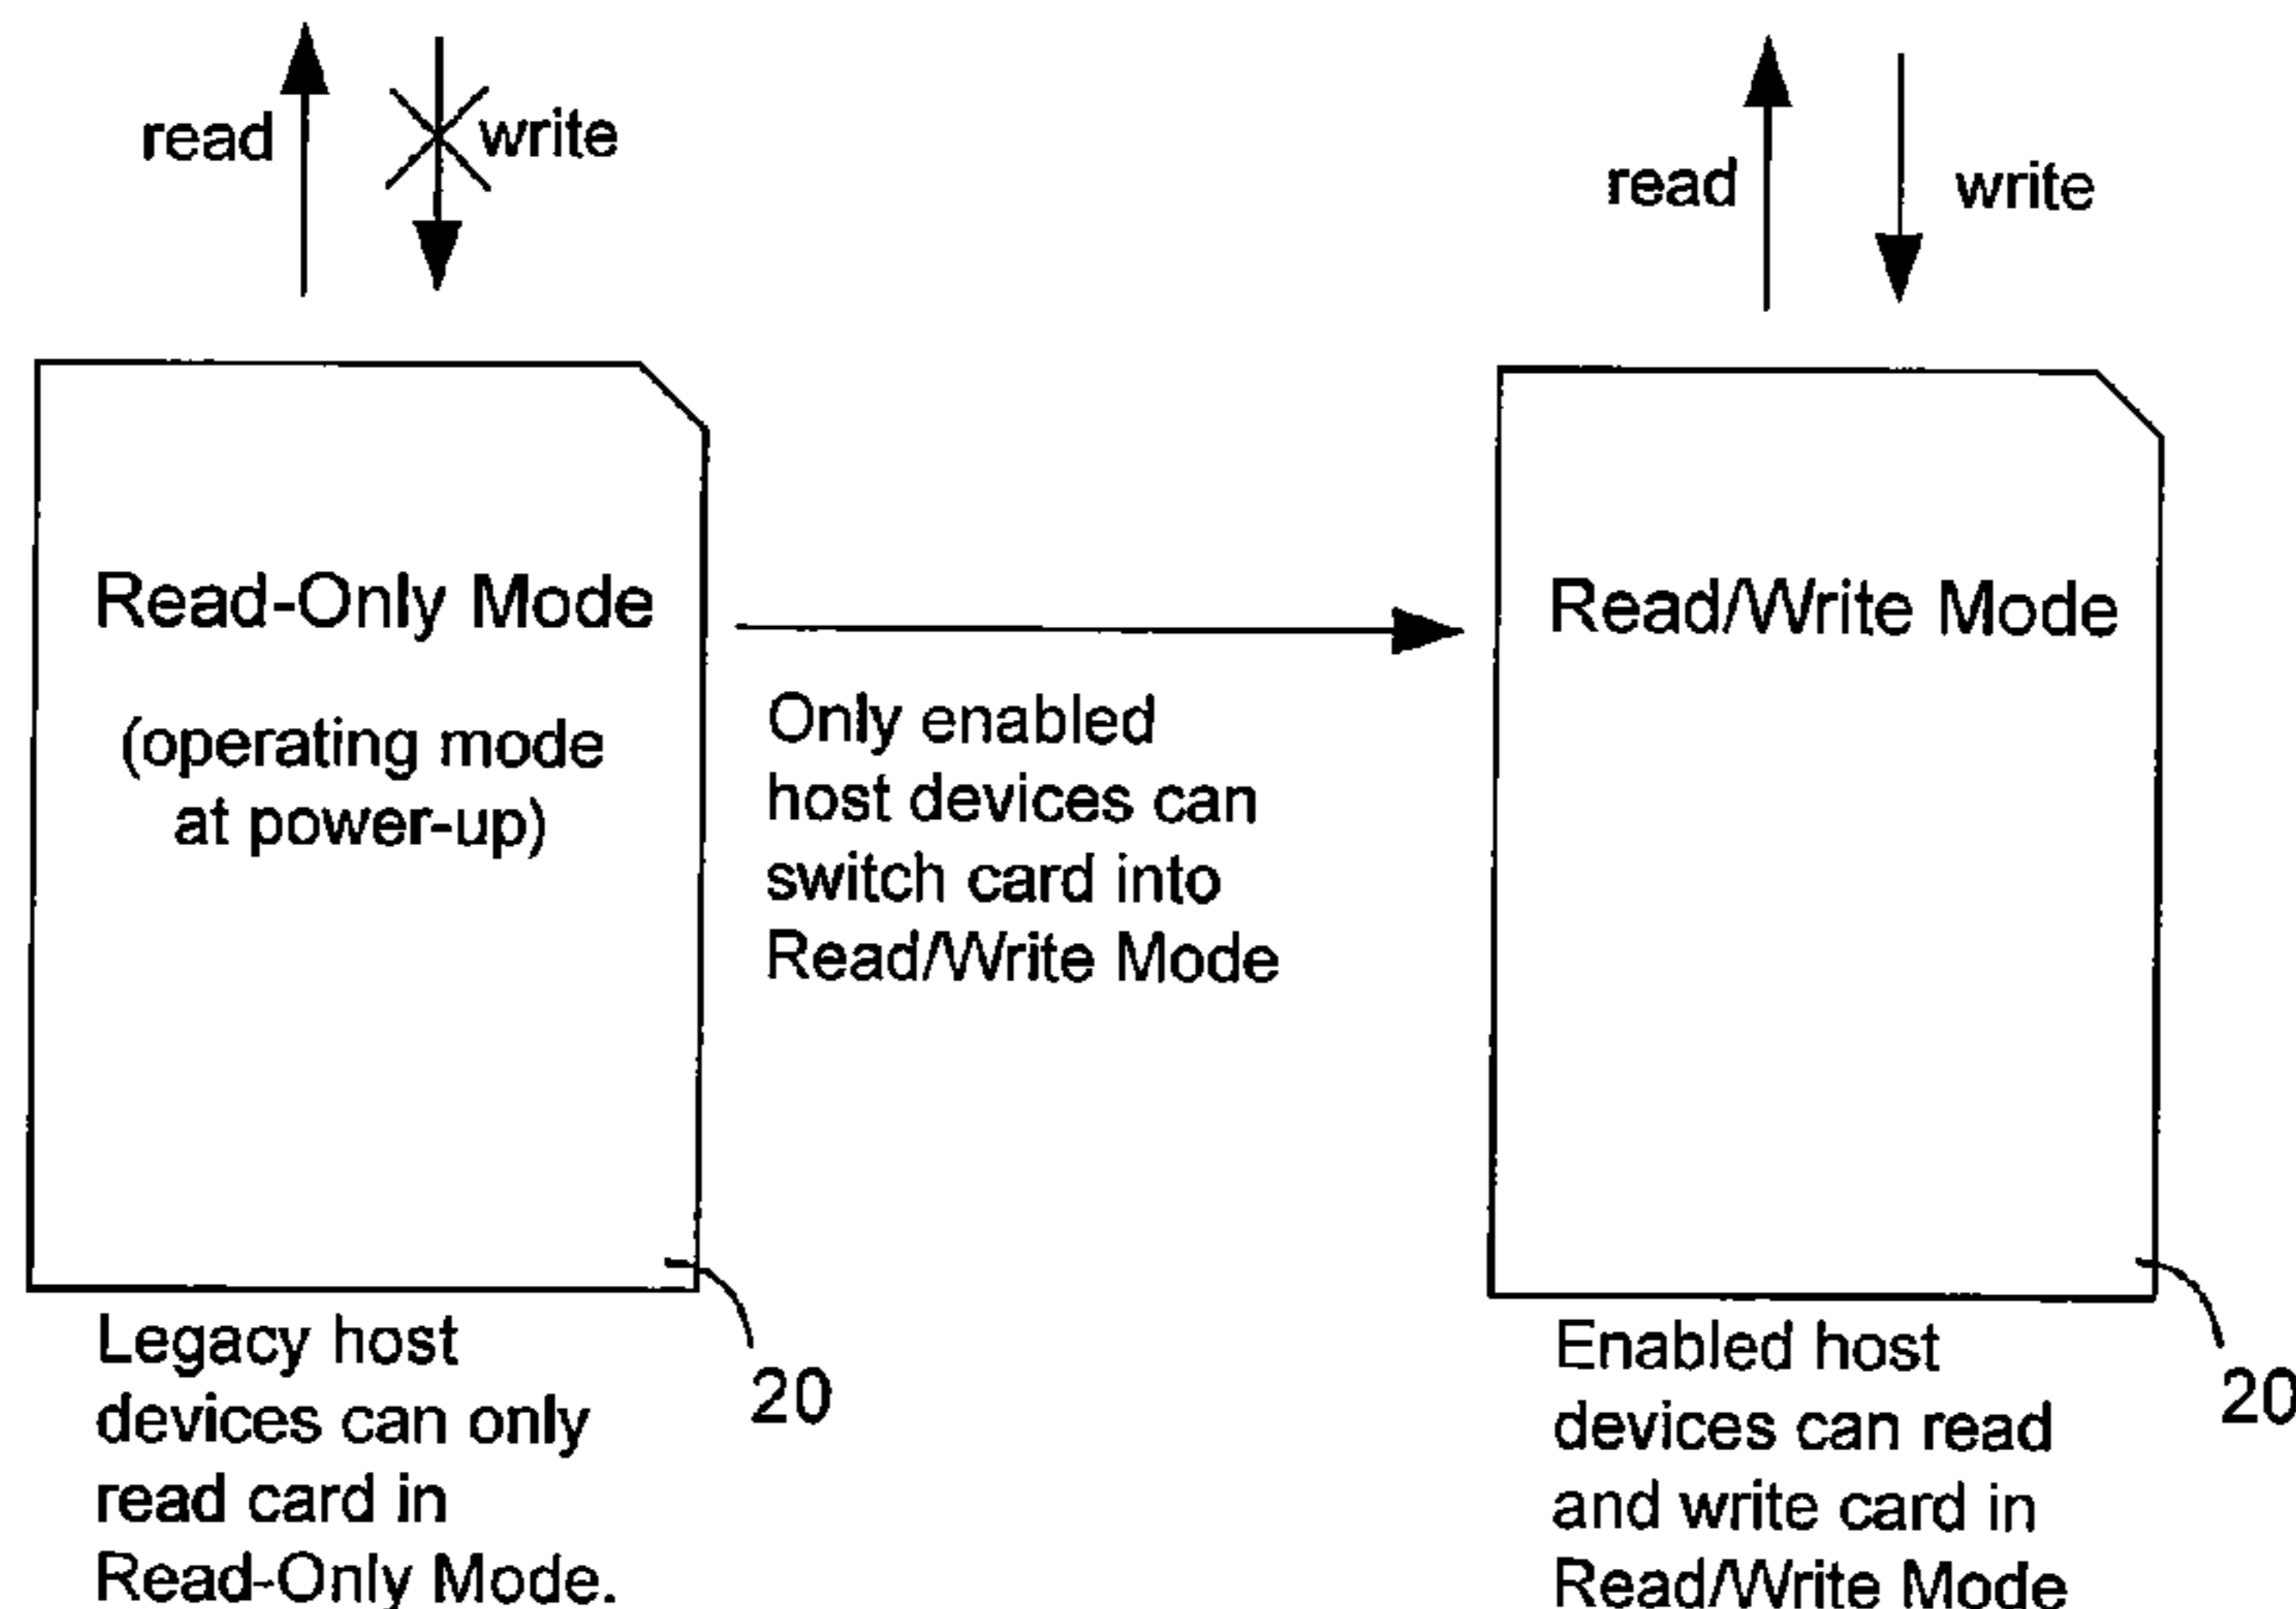 read
write
read
write
Read-Only Mode
(operating mode
at power-up)
Only enabled
host devices can
switch card into
Read/Write Mode
Read/Write Mode
Legacy host
devices can only
read card in
Read-Only Mode.
20
Enabled host
devices can read
and write card in
Read/Write Mode
20